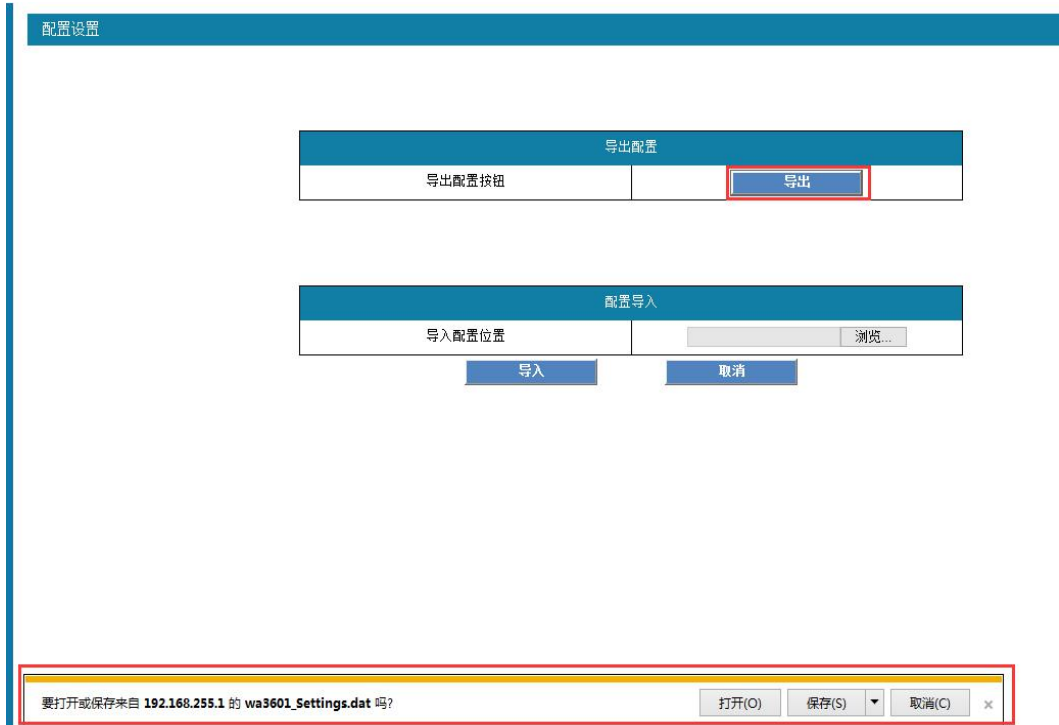 配置设置
导出配置
导出配置按钮 导出
配置导入
导入配置位置 浏览...
导入 取消
要打开或保存来自 192.168.255.1 的 wa3601_Settings.dat 吗? 打开(O) 保存(S) 取消(C) ×